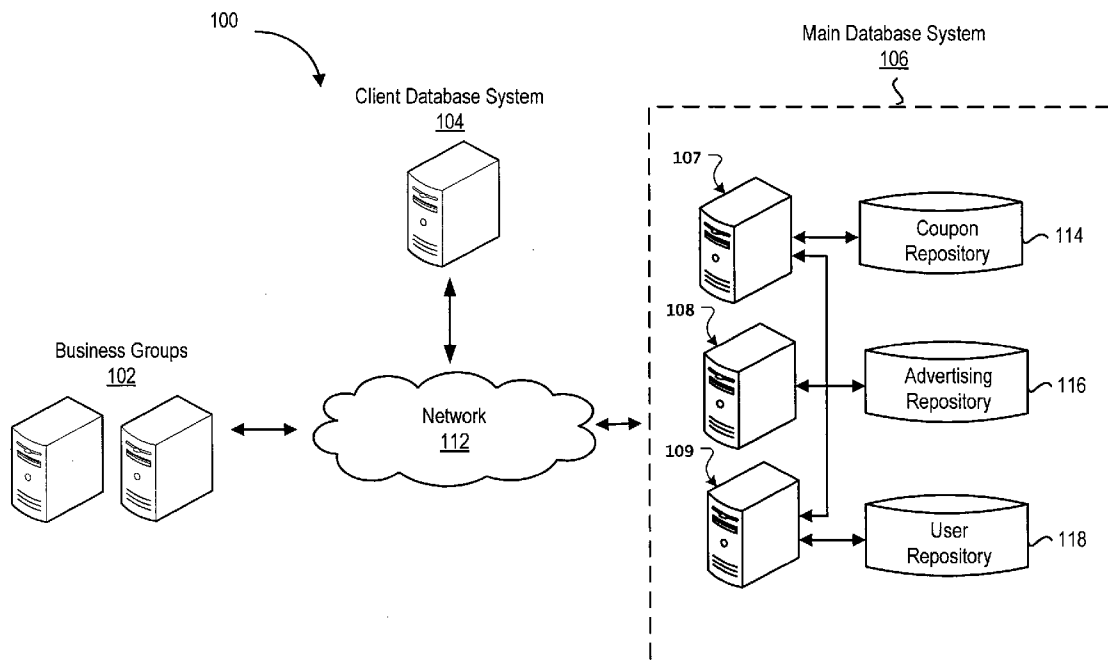 100
Main Database System
106
Client Database System
104
107
Coupon
Repository
114
108
Business Groups
102
Advertising
Repository
116
Network
112
109
User
Repository
118